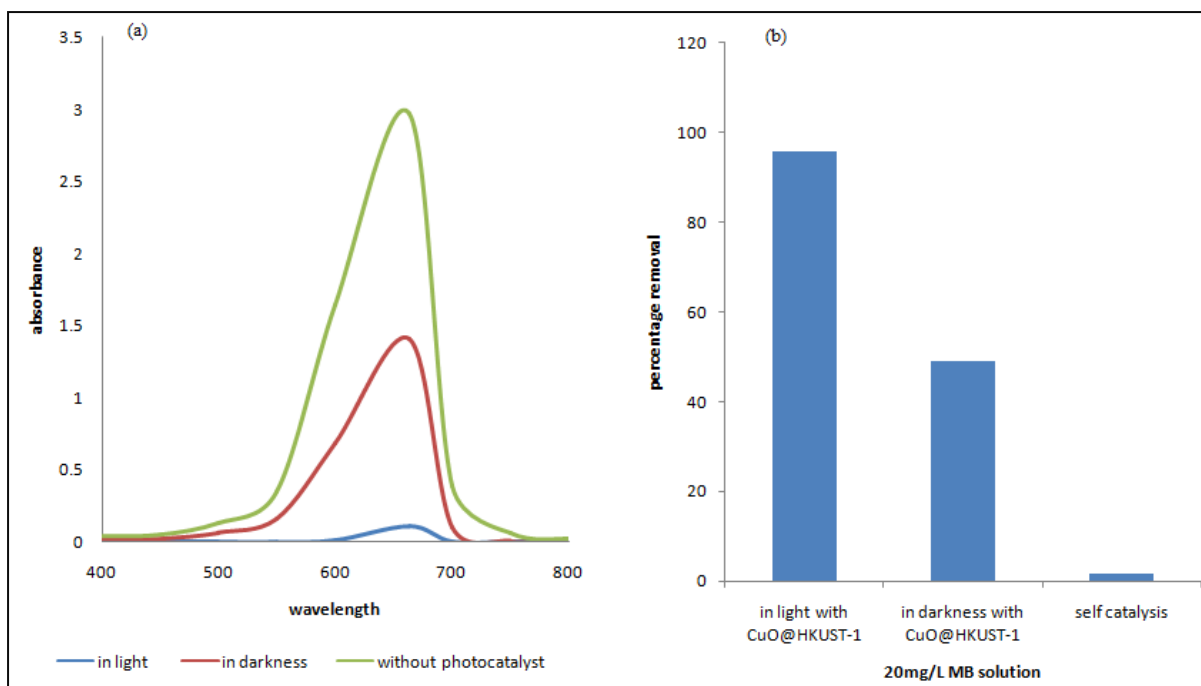 (a)
3.5
3
2.5
2
1.5
1
0.5
0
absorbance
400 500 600 700 800
wavelength
in light in darkness without photocatalyst
(b)
120
100
80
60
40
20
0
percentage removal
in light with in darkness with self catalysis
CuO@HKUST-1 CuO@HKUST-1
20mg/L MB solution